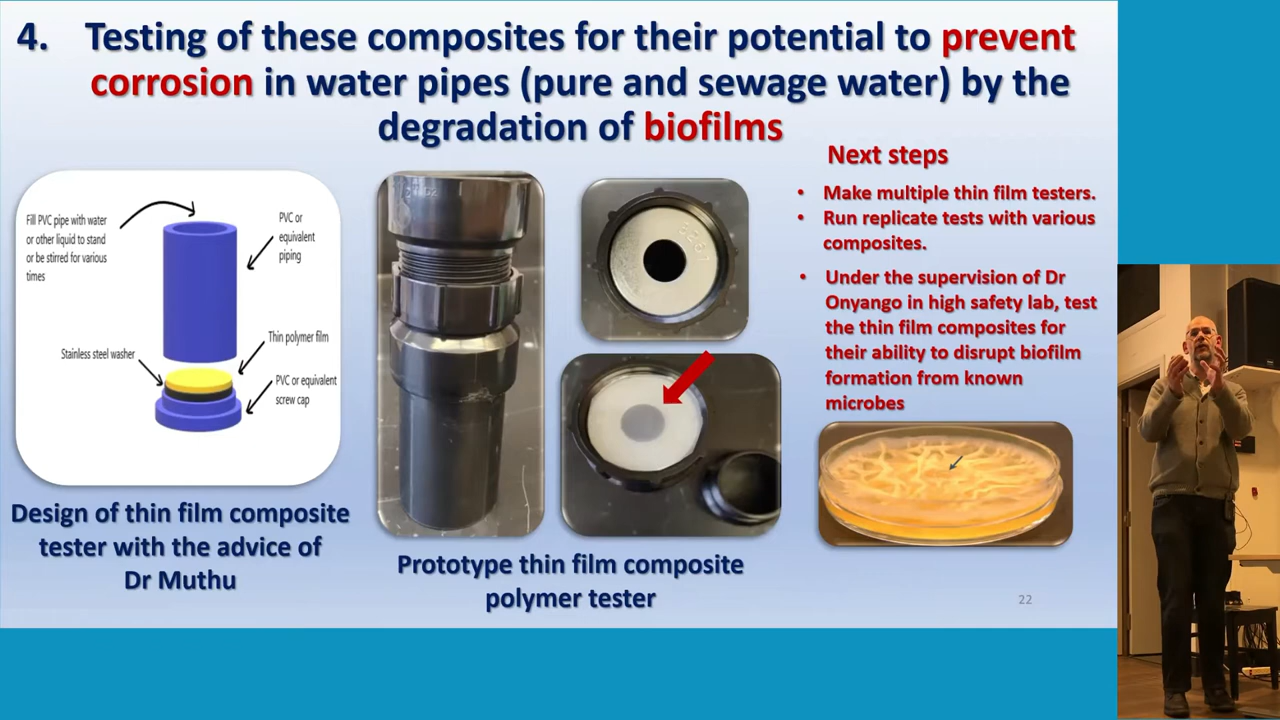 4. Testing of these composites for their potential to prevent
corrosion in water pipes (pure and sewage water) by the
degradation of biofilms
Fill PVC pipe with water
or other liquid to stand
or be stirred for various
times
PVC or
equivalent
piping
Stainless steel washer
Thin polymer film
PVC or equivalent
screw cap
Design of thin film composite
tester with the advice of
Dr Muthu
Prototype thin film composite
polymer tester
Next steps
• Make multiple thin film testers.
• Run replicate tests with various
composites.
• Under the supervision of Dr
Onyango in high safety lab, test
the thin film composites for
their ability to disrupt biofilm
formation from known
microbes
22